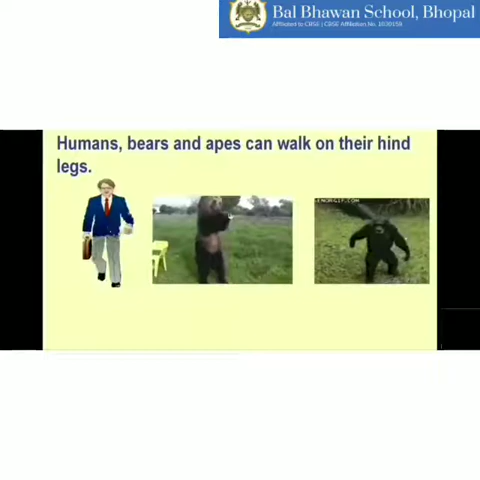 Bal Bhawan School, Bhopal
Affiliated to CBSE | CBSE Affiliation No. 1030159
Humans, bears and apes can walk on their hind
legs.